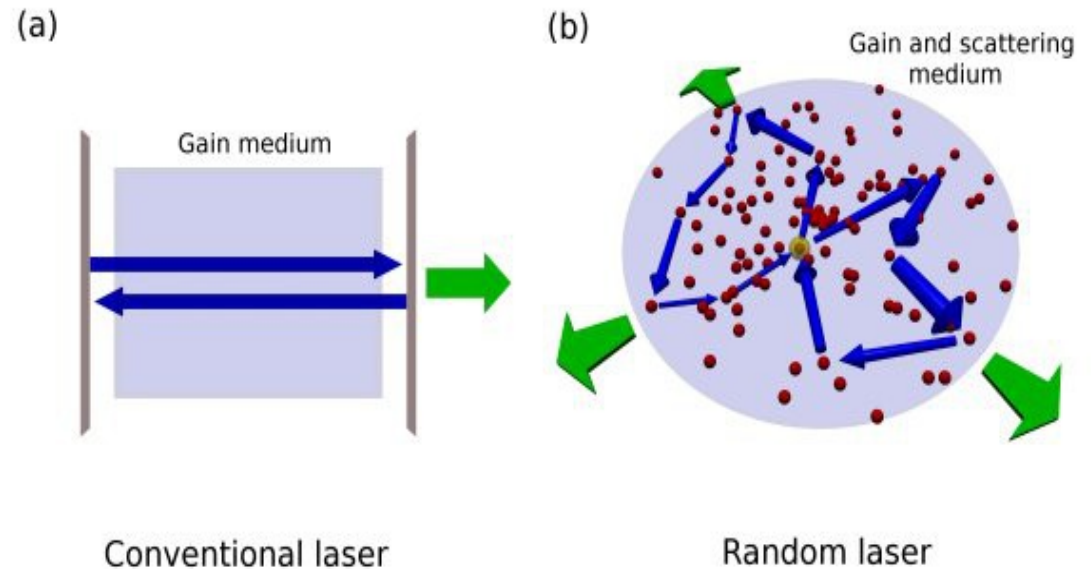 (a)
Gain medium
Conventional laser
(b)
Gain and scattering
medium
Random laser